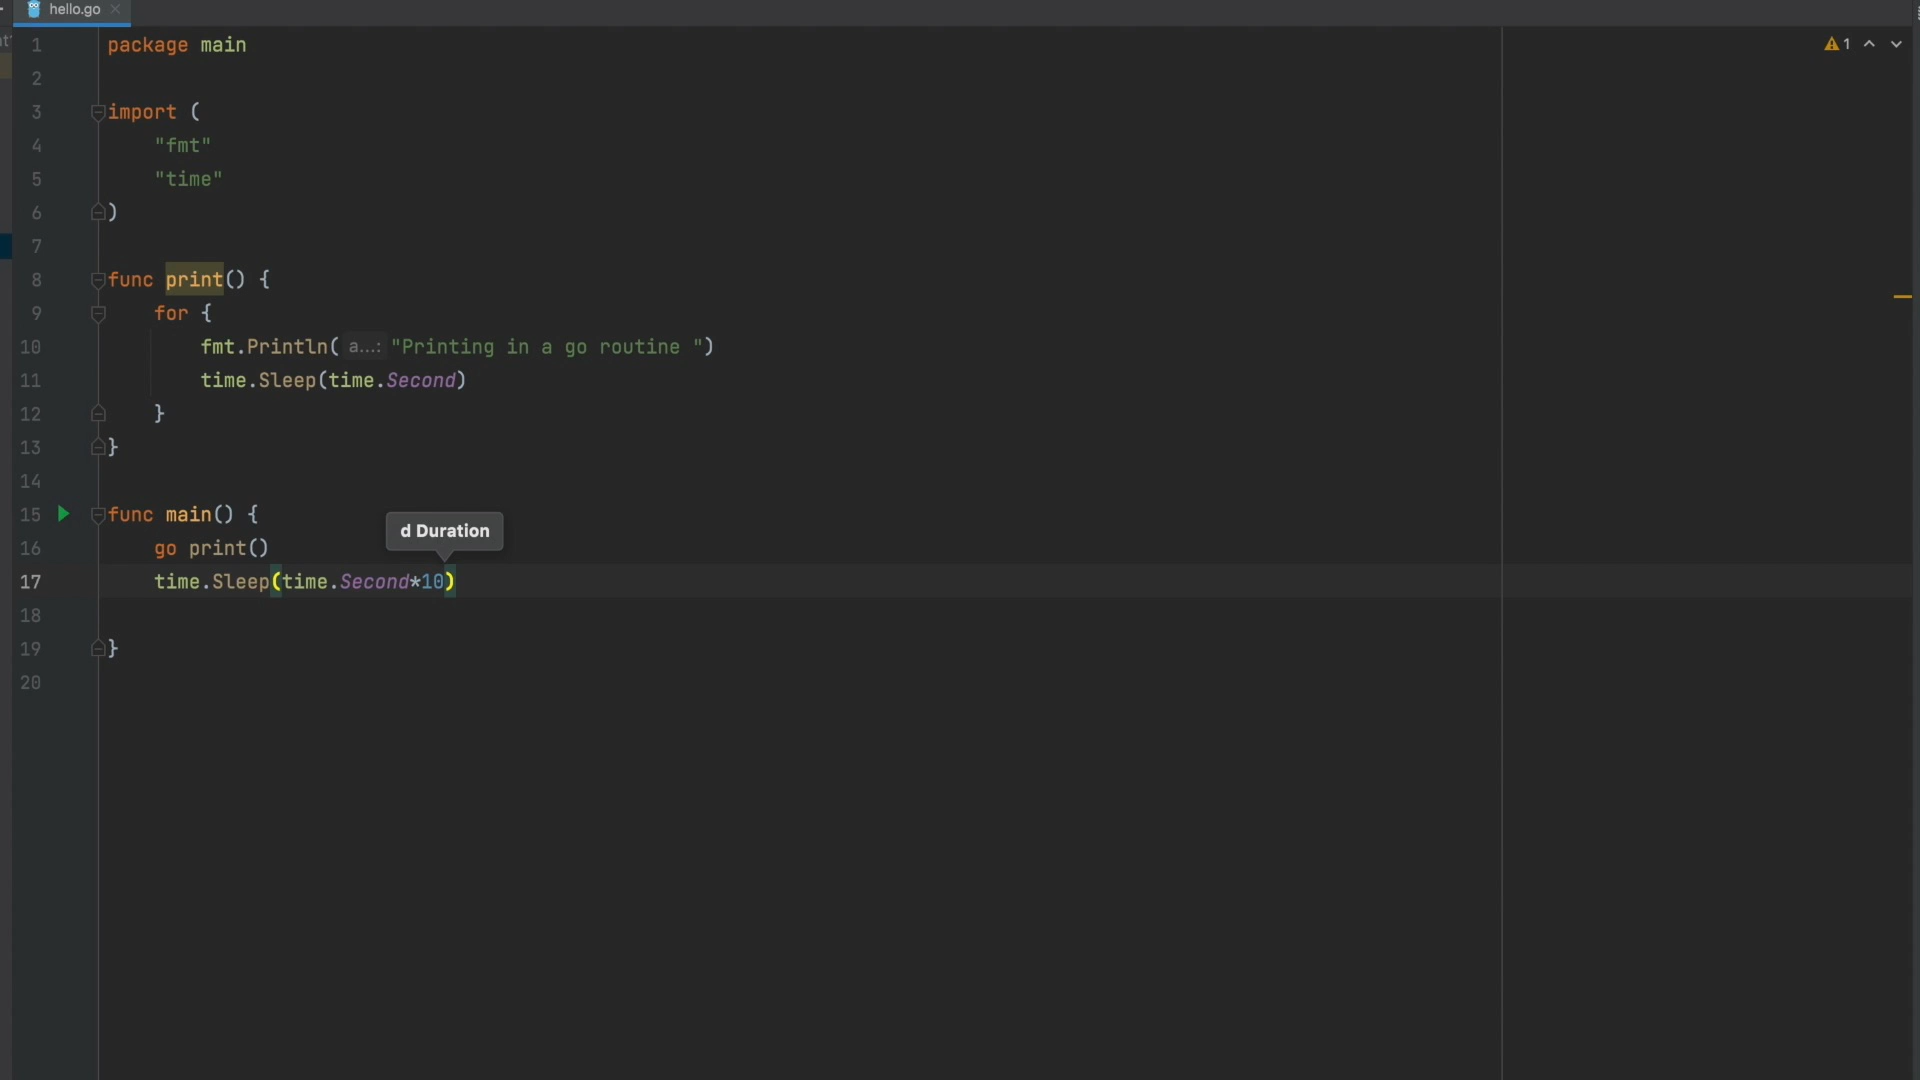 hello.go
1 package main
2
3 import (
4 "fmt"
5 "time"
6 )
7
8 func print() {
9 for {
10 fmt.Println( a...: "Printing in a go routine ")
11 time.Sleep(time.Second)
12 }
13 }
14
15 func main() {
d Duration
16 go print()
17 time.Sleep(time.Second*10)
18
19 }
20
1